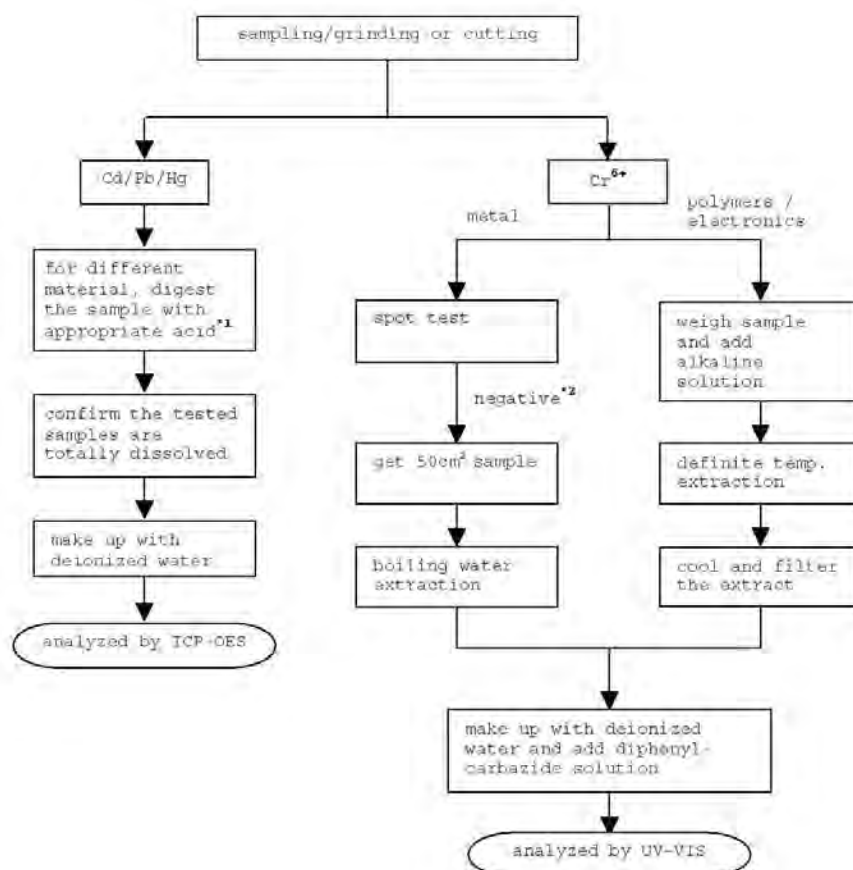 sampling/grinding or cutting
Cd/Pb/Hg
for different
material, digest
the sample with
appropriate acid*1
confirm the tested
samples are
totally dissolved
make up with
deionized water
analyzed by ICP-OES
Cr6+
metal
spot test
negative*2
get 50cm2 sample
boiling water
extraction
polymers /
electronics
weigh sample
and add
alkaline
solution
definite temp.
extraction
cool and filter
the extract
make up with deionized
water and add diphenyl-
carbazide solution
analyzed by UV-VIS